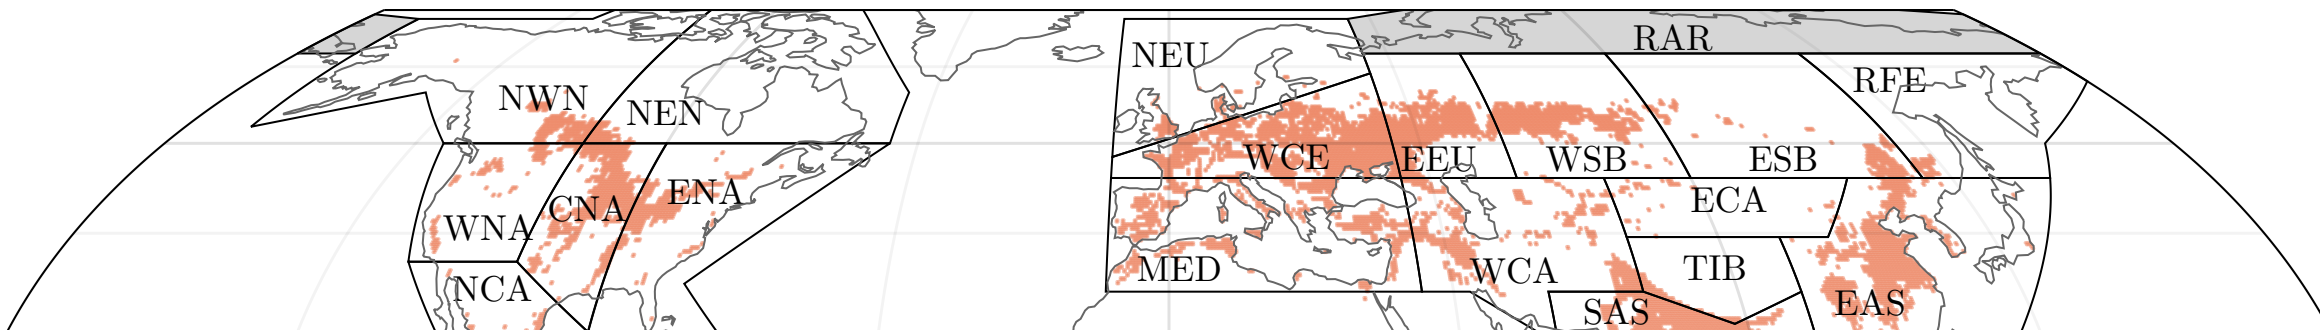 RAR
NEU
RFE
NWN
NEN
WCE
EEU
WSB
ESB
ENA
ECA
CNA
WNA
MED
WCA
TIB
NCA
EAS
SAS